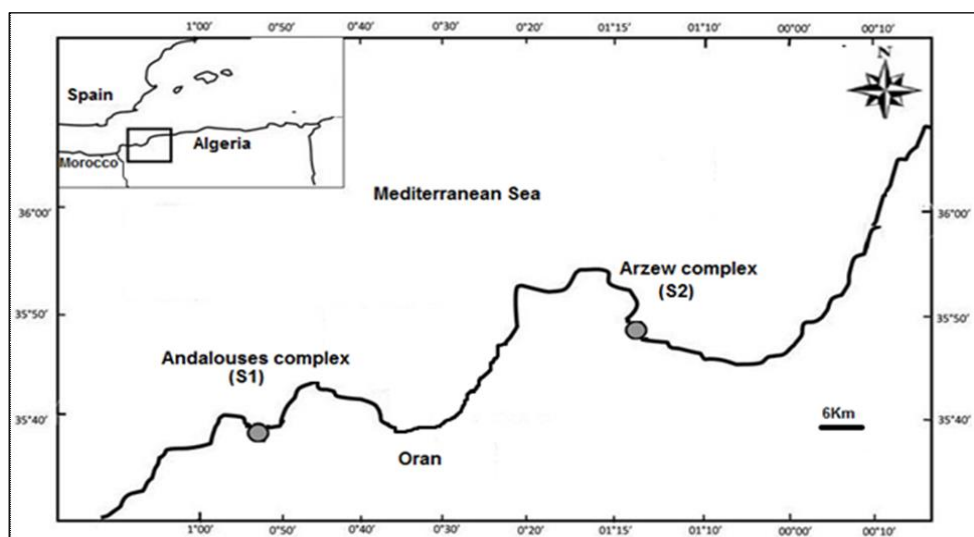 1°00'
0°50'
0°40'
0°30'
0°20'
01°15'
01°10'
00°00'
00°10'
N
Spain
Algeria
Morocco
Mediterranean Sea
36°00'
36°00'
Arzew complex
(S2)
35°50'
35°50'
Andalouses complex
(S1)
35°40'
35°40'
6Km
Oran
1°00'
0°50'
0°40'
0°30'
0°20'
01°15'
01°10'
00°00'
00°10'